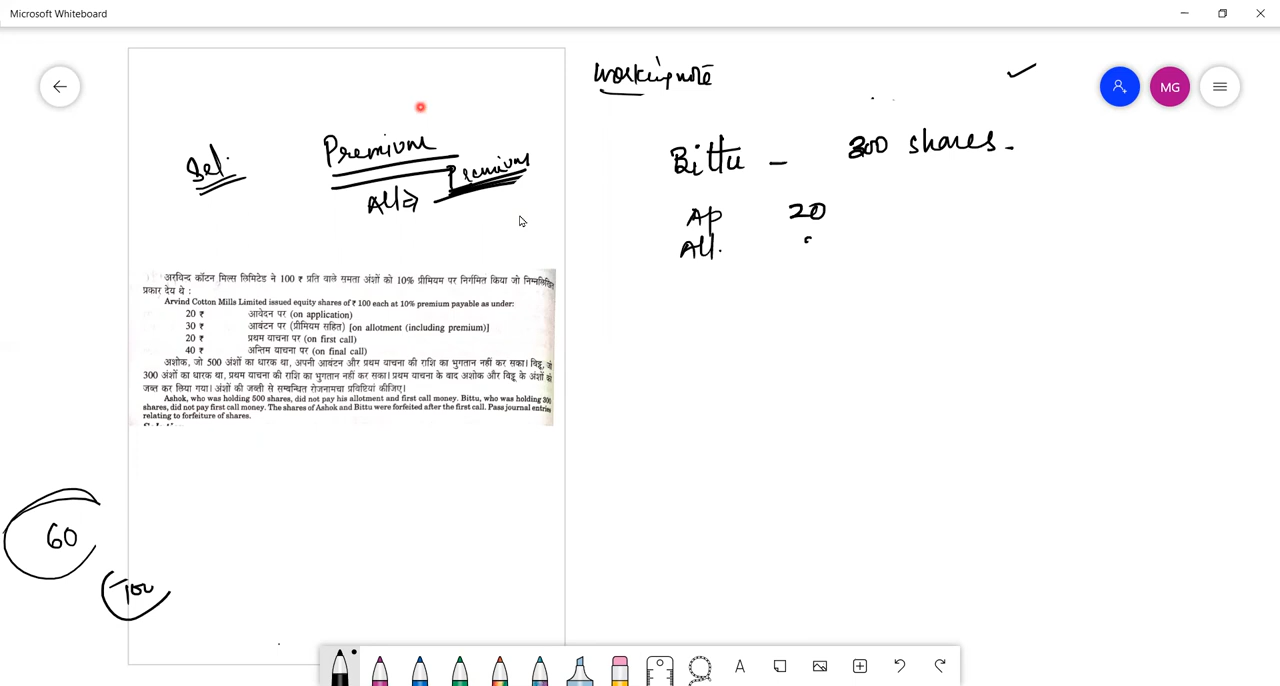 Microsoft Whiteboard
MG
Working note
Sol.
Premium
Premium
All ⇒
Bittu - 300 shares.
Ap 20
All.
अरविन्द कॉटन मिल्स लिमिटेड ने 100 ₹ प्रति वाले समता अंशों को 10% प्रीमियम पर निर्गमित किया जो निम्नलिखित
प्रकार देय थे :
Arvind Cotton Mills Limited issued equity shares of ₹ 100 each at 10% premium payable as under:
20 ₹ आवेदन पर (on application)
30 ₹ आबंटन पर (प्रीमियम सहित) [on allotment (including premium)]
20 ₹ प्रथम याचना पर (on first call)
40 ₹ अन्तिम याचना पर (on final call)
अशोक, जो 500 अंशों का धारक था, अपनी आबंटन और प्रथम याचना की राशि का भुगतान नहीं कर सका। बिट्टू, जो
300 अंशों का धारक था, प्रथम याचना की राशि का भुगतान नहीं कर सका। प्रथम याचना के बाद अशोक और बिट्टू के अंशों को
जब्त कर लिया गया। अंशों की जब्ती से सम्बन्धित रोजनामचा प्रविष्टियां कीजिए।
Ashok, who was holding 500 shares, did not pay his allotment and first call money. Bittu, who was holding 300
shares, did not pay first call money. The shares of Ashok and Bittu were forfeited after the first call. Pass journal entries
relating to forfeiture of shares.
60
A